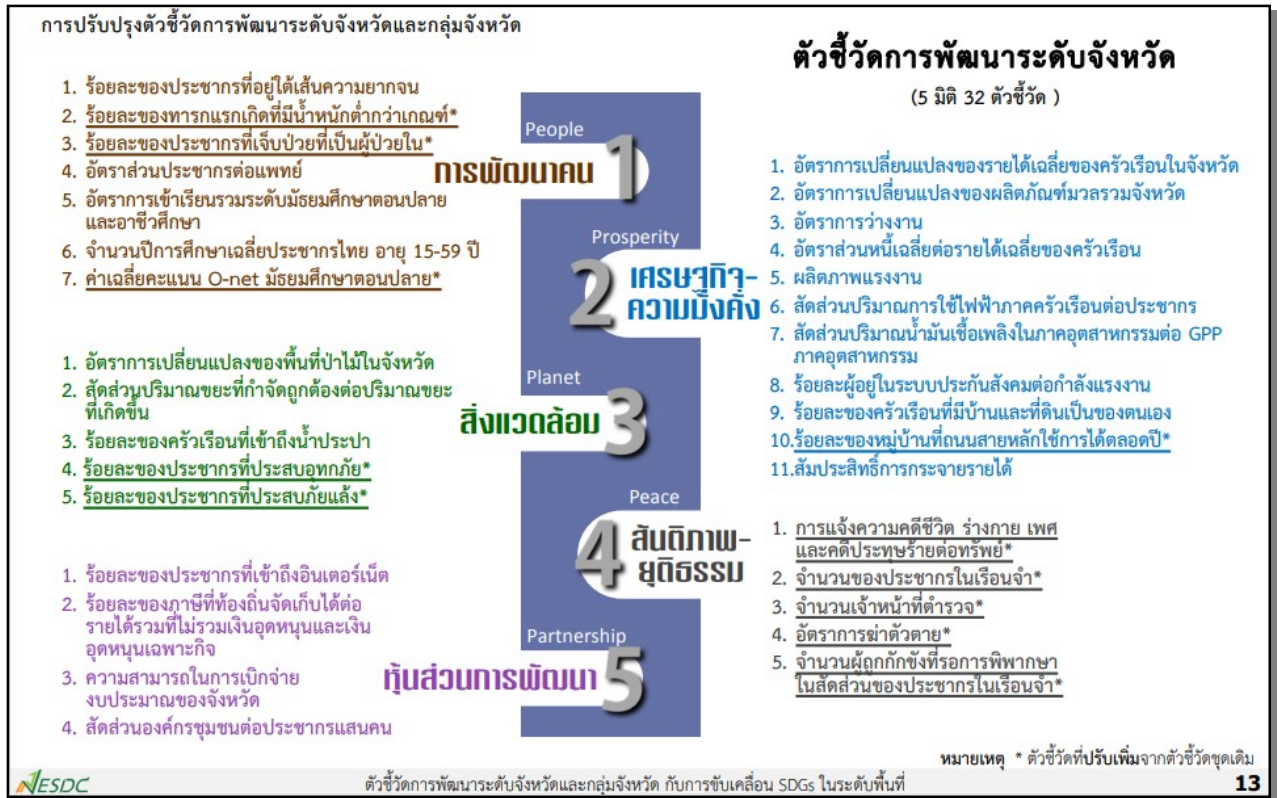 การปรับปรุงตัวชี้วัดการพัฒนาระดับจังหวัดและกลุ่มจังหวัด
ตัวชี้วัดการพัฒนาระดับจังหวัด
(5 มิติ 32 ตัวชี้วัด )
1. ร้อยละของประชากรที่อยู่ใต้เส้นความยากจน
2. ร้อยละของทารกแรกเกิดที่มีน้ำหนักต่ำกว่าเกณฑ์*
3. ร้อยละของประชากรที่เจ็บป่วยที่เป็นผู้ป่วยใน*
4. อัตราส่วนประชากรต่อแพทย์
5. อัตราการเข้าเรียนรวมระดับมัธยมศึกษาตอนปลาย
และอาชีวศึกษา
6. จำนวนปีการศึกษาเฉลี่ยประชากรไทย อายุ 15-59 ปี
7. ค่าเฉลี่ยคะแนน O-net มัธยมศึกษาตอนปลาย*
People
การพัฒนาคน
1
Prosperity
2
เศรษฐกิจ-
ความมั่งคั่ง
1. อัตราการเปลี่ยนแปลงของรายได้เฉลี่ยของครัวเรือนในจังหวัด
2. อัตราการเปลี่ยนแปลงของผลิตภัณฑ์มวลรวมจังหวัด
3. อัตราการว่างงาน
4. อัตราส่วนหนี้เฉลี่ยต่อรายได้เฉลี่ยของครัวเรือน
5. ผลิตภาพแรงงาน
6. สัดส่วนปริมาณการใช้ไฟฟ้าภาคครัวเรือนต่อประชากร
7. สัดส่วนปริมาณน้ำมันเชื้อเพลิงในภาคอุตสาหกรรมต่อ GPP
ภาคอุตสาหกรรม
8. ร้อยละผู้อยู่ในระบบประกันสังคมต่อกำลังแรงงาน
9. ร้อยละของครัวเรือนที่มีบ้านและที่ดินเป็นของตนเอง
10.ร้อยละของหมู่บ้านที่ถนนสายหลักใช้การได้ตลอดปี*
11.สัมประสิทธิ์การกระจายรายได้
1. อัตราการเปลี่ยนแปลงของพื้นที่ป่าไม้ในจังหวัด
2. สัดส่วนปริมาณขยะที่กำจัดถูกต้องต่อปริมาณขยะ
ที่เกิดขึ้น
3. ร้อยละของครัวเรือนที่เข้าถึงน้ำประปา
4. ร้อยละของประชากรที่ประสบอุทกภัย*
5. ร้อยละของประชากรที่ประสบภัยแล้ง*
Planet
สิ่งแวดล้อม
3
Peace
4
สันติภาพ-
ยุติธรรม
1. การแจ้งความคดีชีวิต ร่างกาย เพศ
และคดีประทุษร้ายต่อทรัพย์*
2. จำนวนของประชากรในเรือนจำ*
3. จำนวนเจ้าหน้าที่ตำรวจ*
4. อัตราการฆ่าตัวตาย*
5. จำนวนผู้ถูกกักขังที่รอการพิพากษา
ในสัดส่วนของประชากรในเรือนจำ*
1. ร้อยละของประชากรที่เข้าถึงอินเตอร์เน็ต
2. ร้อยละของภาษีที่ท้องถิ่นจัดเก็บได้ต่อ
รายได้รวมที่ไม่รวมเงินอุดหนุนและเงิน
อุดหนุนเฉพาะกิจ
3. ความสามารถในการเบิกจ่าย
งบประมาณของจังหวัด
4. สัดส่วนองค์กรชุมชนต่อประชากรแสนคน
Partnership
หุ้นส่วนการพัฒนา
5
หมายเหตุ * ตัวชี้วัดที่ปรับเพิ่มจากตัวชี้วัดชุดเดิม
NESDC
ตัวชี้วัดการพัฒนาระดับจังหวัดและกลุ่มจังหวัด กับการขับเคลื่อน SDGs ในระดับพื้นที่
13